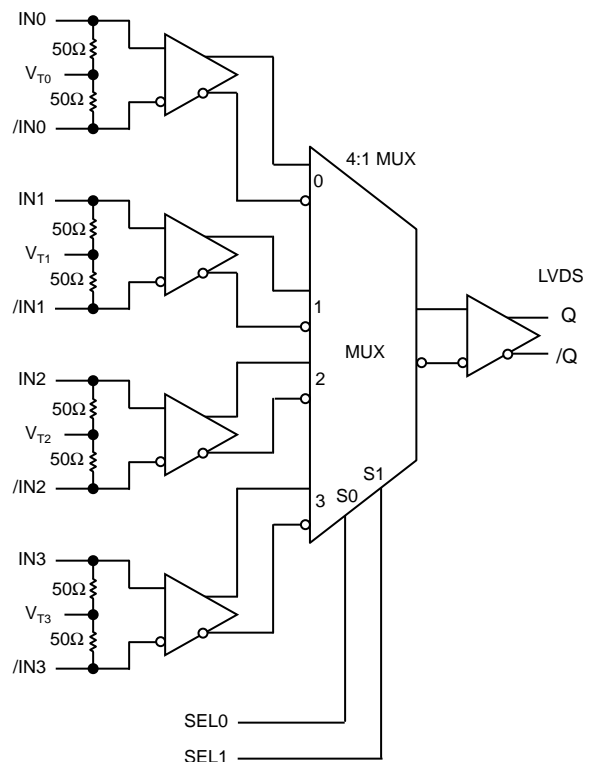 IN0
50Ω
VT0
50Ω
/IN0
4:1 MUX
0
IN1
50Ω
VT1
50Ω
/IN1
1
LVDS
Q
/Q
MUX
IN2
50Ω
VT2
50Ω
/IN2
2
3
S0
S1
IN3
50Ω
VT3
50Ω
/IN3
SEL0
SEL1